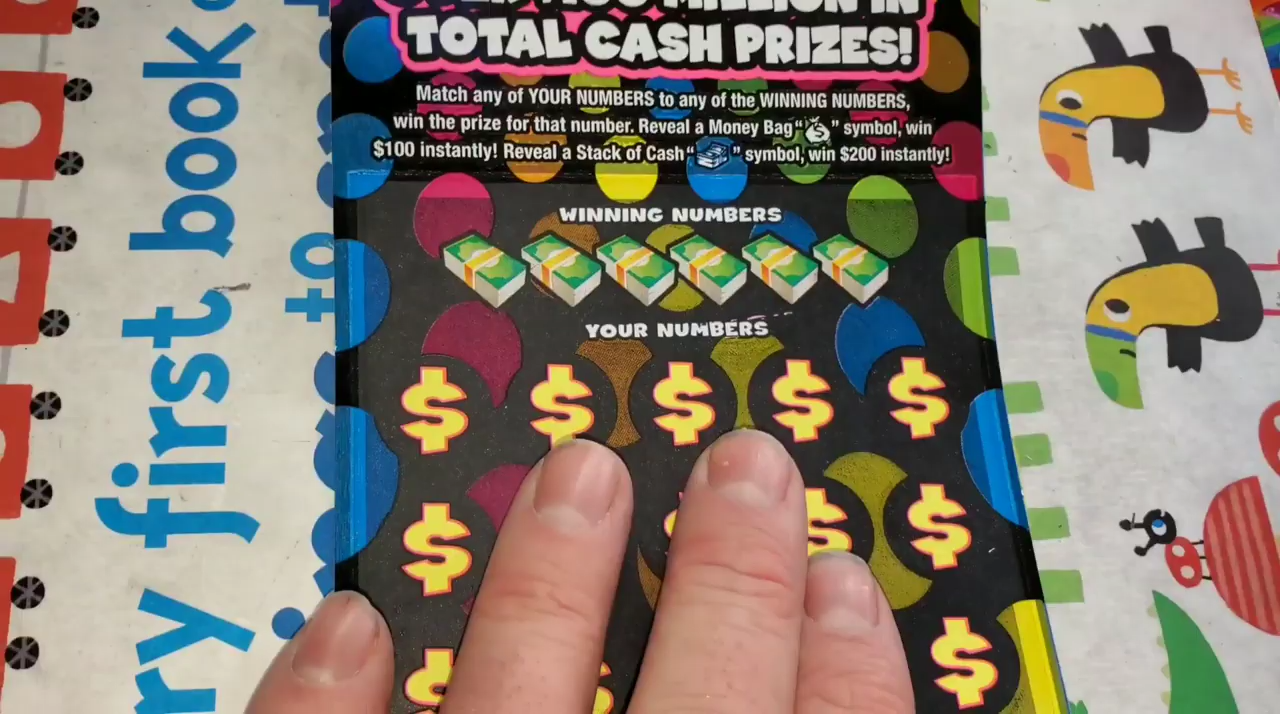 TOTAL CASH PRIZES!
Match any of YOUR NUMBERS to any of the WINNING NUMBERS,
win the prize for that number. Reveal a Money Bag “ ” symbol, win
$100 instantly! Reveal a Stack of Cash “ ” symbol, win $200 instantly!
WINNING NUMBERS
YOUR NUMBERS
$ $ $ $ $
$ $ $
$ $
first book
to